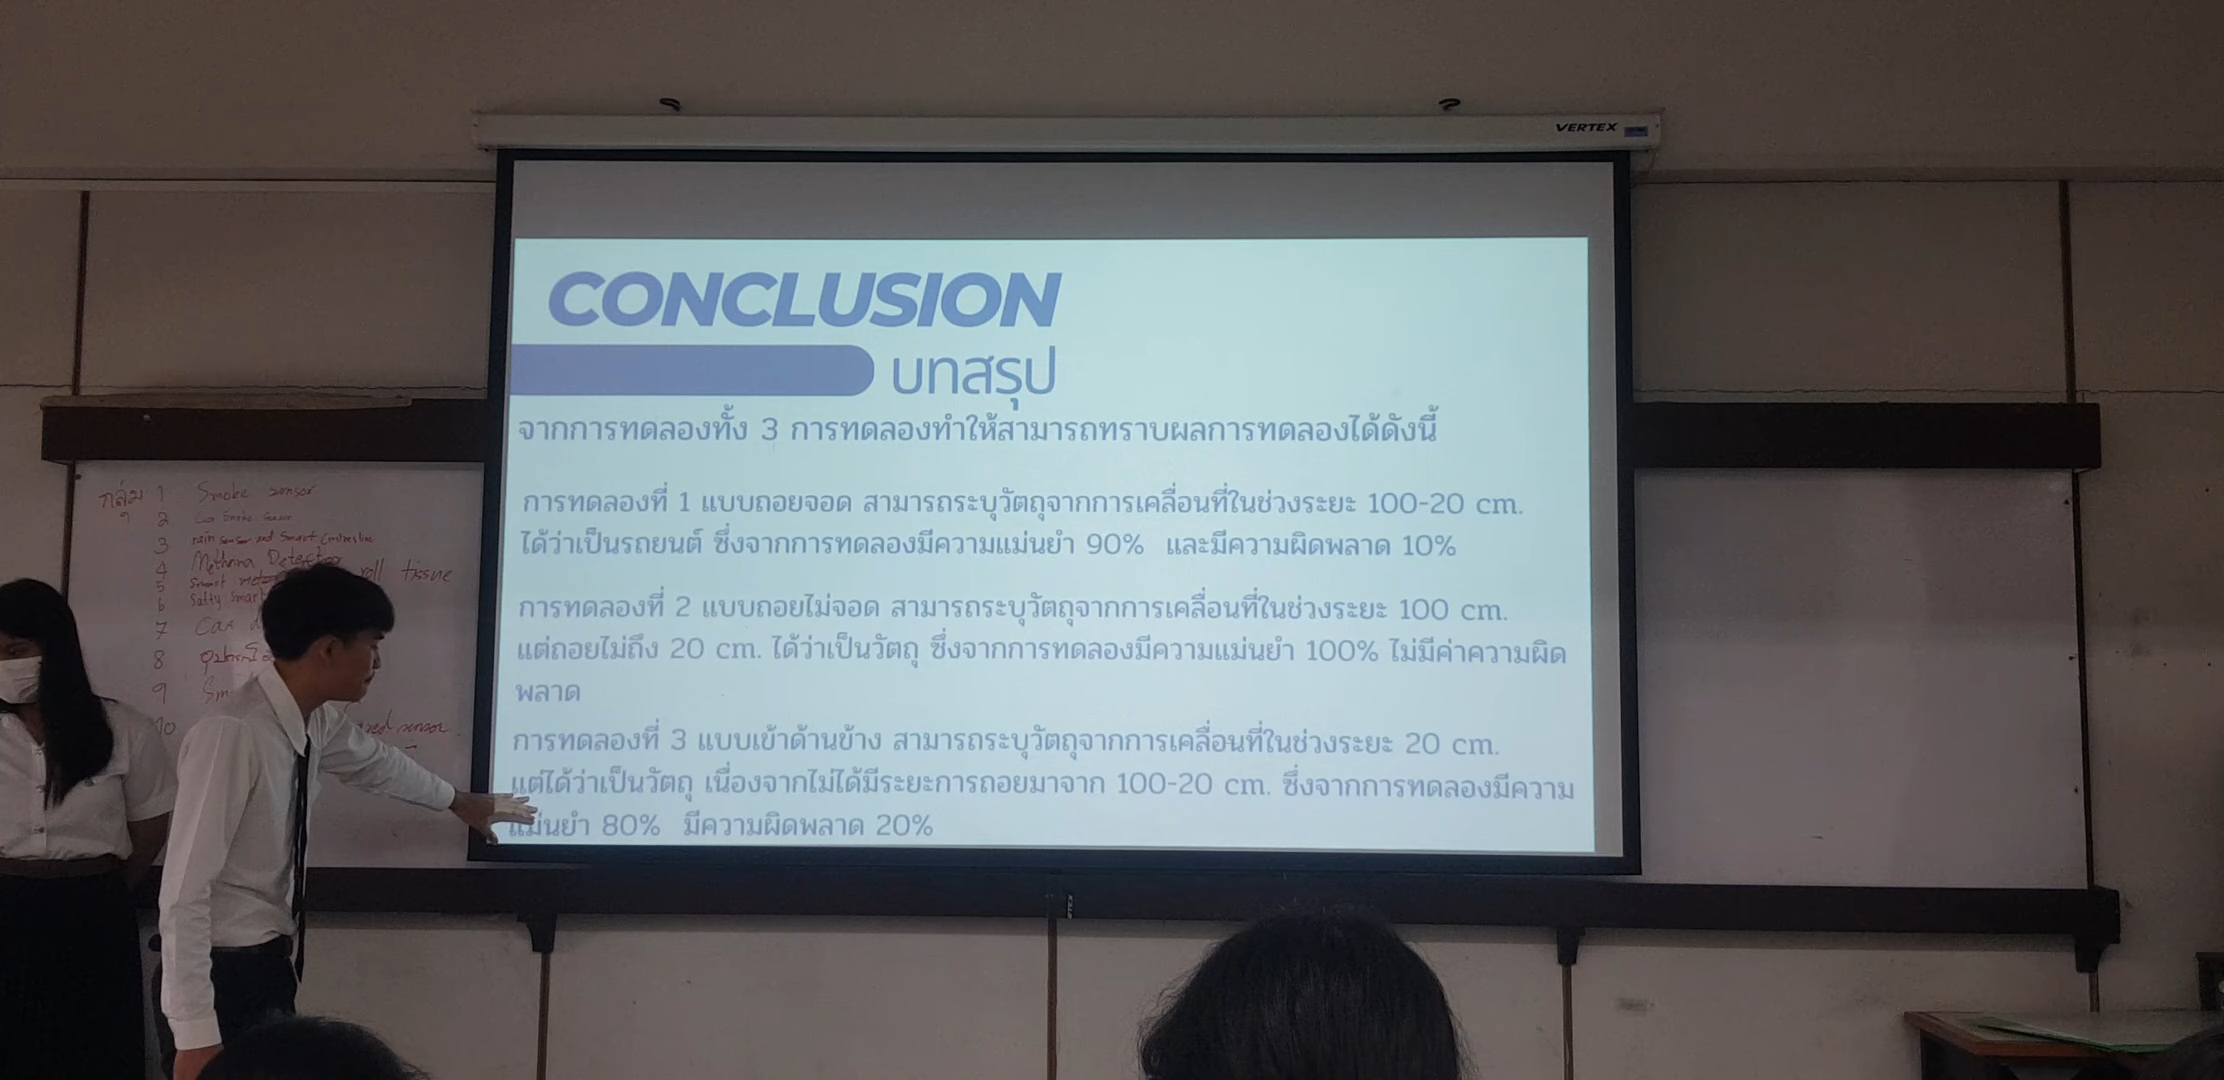 VERTEX
CONCLUSION
บทสรุป
จากการทดลองทั้ง 3 การทดลองทำให้สามารถทราบผลการทดลองได้ดังนี้
การทดลองที่ 1 แบบถอยจอด สามารถระบุวัตถุจากการเคลื่อนที่ในช่วงระยะ 100-20 cm.
ได้ว่าเป็นรถยนต์ ซึ่งจากการทดลองมีความแม่นยำ 90% และมีความผิดพลาด 10%
การทดลองที่ 2 แบบถอยไม่จอด สามารถระบุวัตถุจากการเคลื่อนที่ในช่วงระยะ 100 cm.
แต่ถอยไม่ถึง 20 cm. ได้ว่าเป็นวัตถุ ซึ่งจากการทดลองมีความแม่นยำ 100% ไม่มีค่าความผิด
พลาด
การทดลองที่ 3 แบบเข้าด้านข้าง สามารถระบุวัตถุจากการเคลื่อนที่ในช่วงระยะ 20 cm.
แต่ได้ว่าเป็นวัตถุ เนื่องจากไม่ได้มีระยะการถอยมาจาก 100-20 cm. ซึ่งจากการทดลองมีความ
แม่นยำ 80% มีความผิดพลาด 20%
กลุ่ม 1 Smoke sensor
2
3 rain sensor and Smart
4
5 Smart roll tissue
6
7 Car
8
9
10 sensor